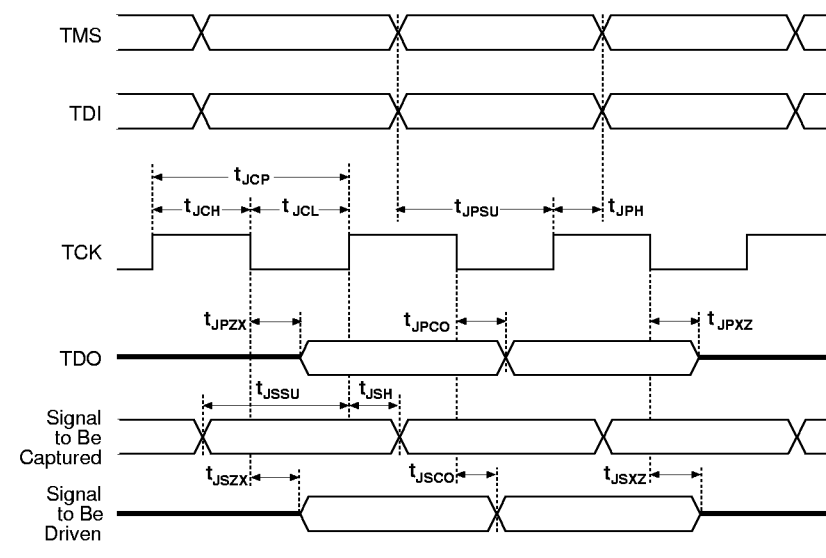 TMS
TDI
tJCP
tJCH tJCL tJPSU tJPH
TCK
tJPZX tJPCO tJPXZ
TDO
tJSSU tJSH
Signal
to Be
Captured
tJSZX tJSCO tJSXZ
Signal
to Be
Driven